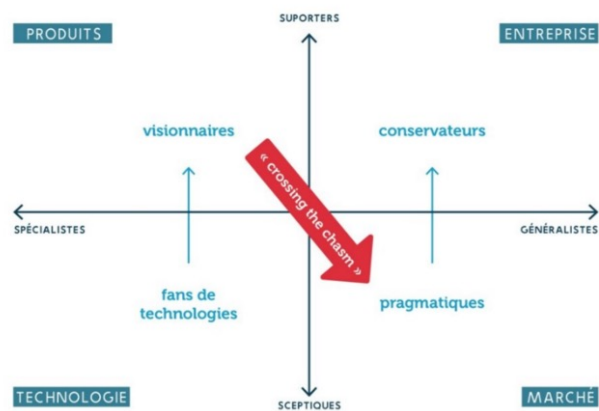 SUPORTERS
PRODUITS
ENTREPRISE
visionnaires
conservateurs
« crossing the chasm »
SPÉCIALISTES
GÉNÉRALISTES
fans de
technologies
pragmatiques
TECHNOLOGIE
MARCHÉ
SCEPTIQUES